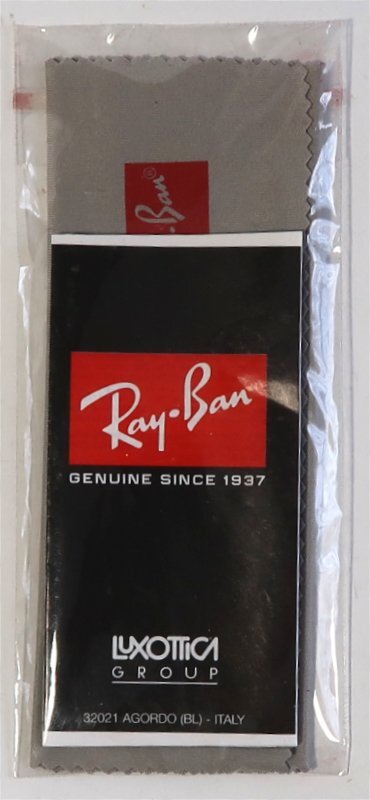 Ray-Ban®
Ray-Ban
GENUINE SINCE 1937
LUXOTTICA
GROUP
32021 AGORDO (BL) - ITALY